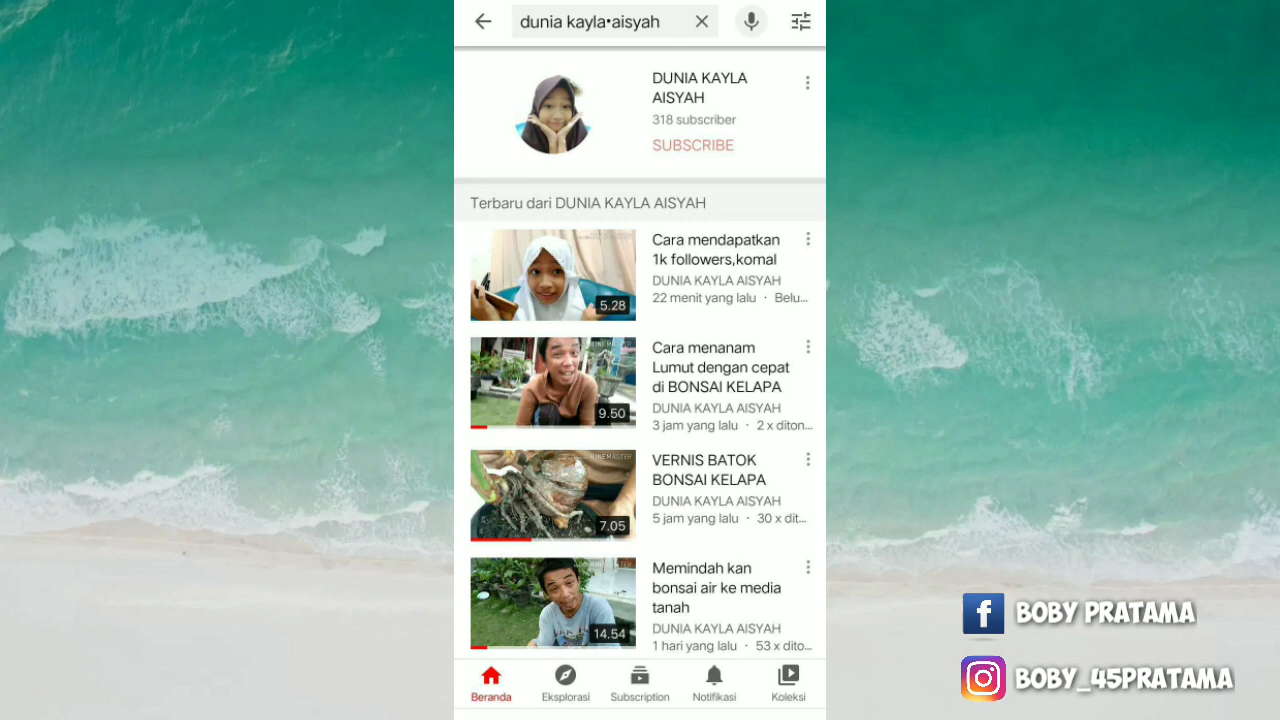 dunia kayla•aisyah
DUNIA KAYLA
AISYAH
318 subscriber
SUBSCRIBE
Terbaru dari DUNIA KAYLA AISYAH
5.28
Cara mendapatkan
1k followers,komal
DUNIA KAYLA AISYAH
22 menit yang lalu · Belu...
KINEMASTER
9.50
Cara menanam
Lumut dengan cepat
di BONSAI KELAPA
DUNIA KAYLA AISYAH
3 jam yang lalu · 2 x diton...
KINEMASTER
7.05
VERNIS BATOK
BONSAI KELAPA
DUNIA KAYLA AISYAH
5 jam yang lalu · 30 x dit...
14.54
Memindah kan
bonsai air ke media
tanah
DUNIA KAYLA AISYAH
1 hari yang lalu · 53 x dito...
Beranda
Eksplorasi
Subscription
Notifikasi
Koleksi
f BOBY PRATAMA
BOBY_45PRATAMA